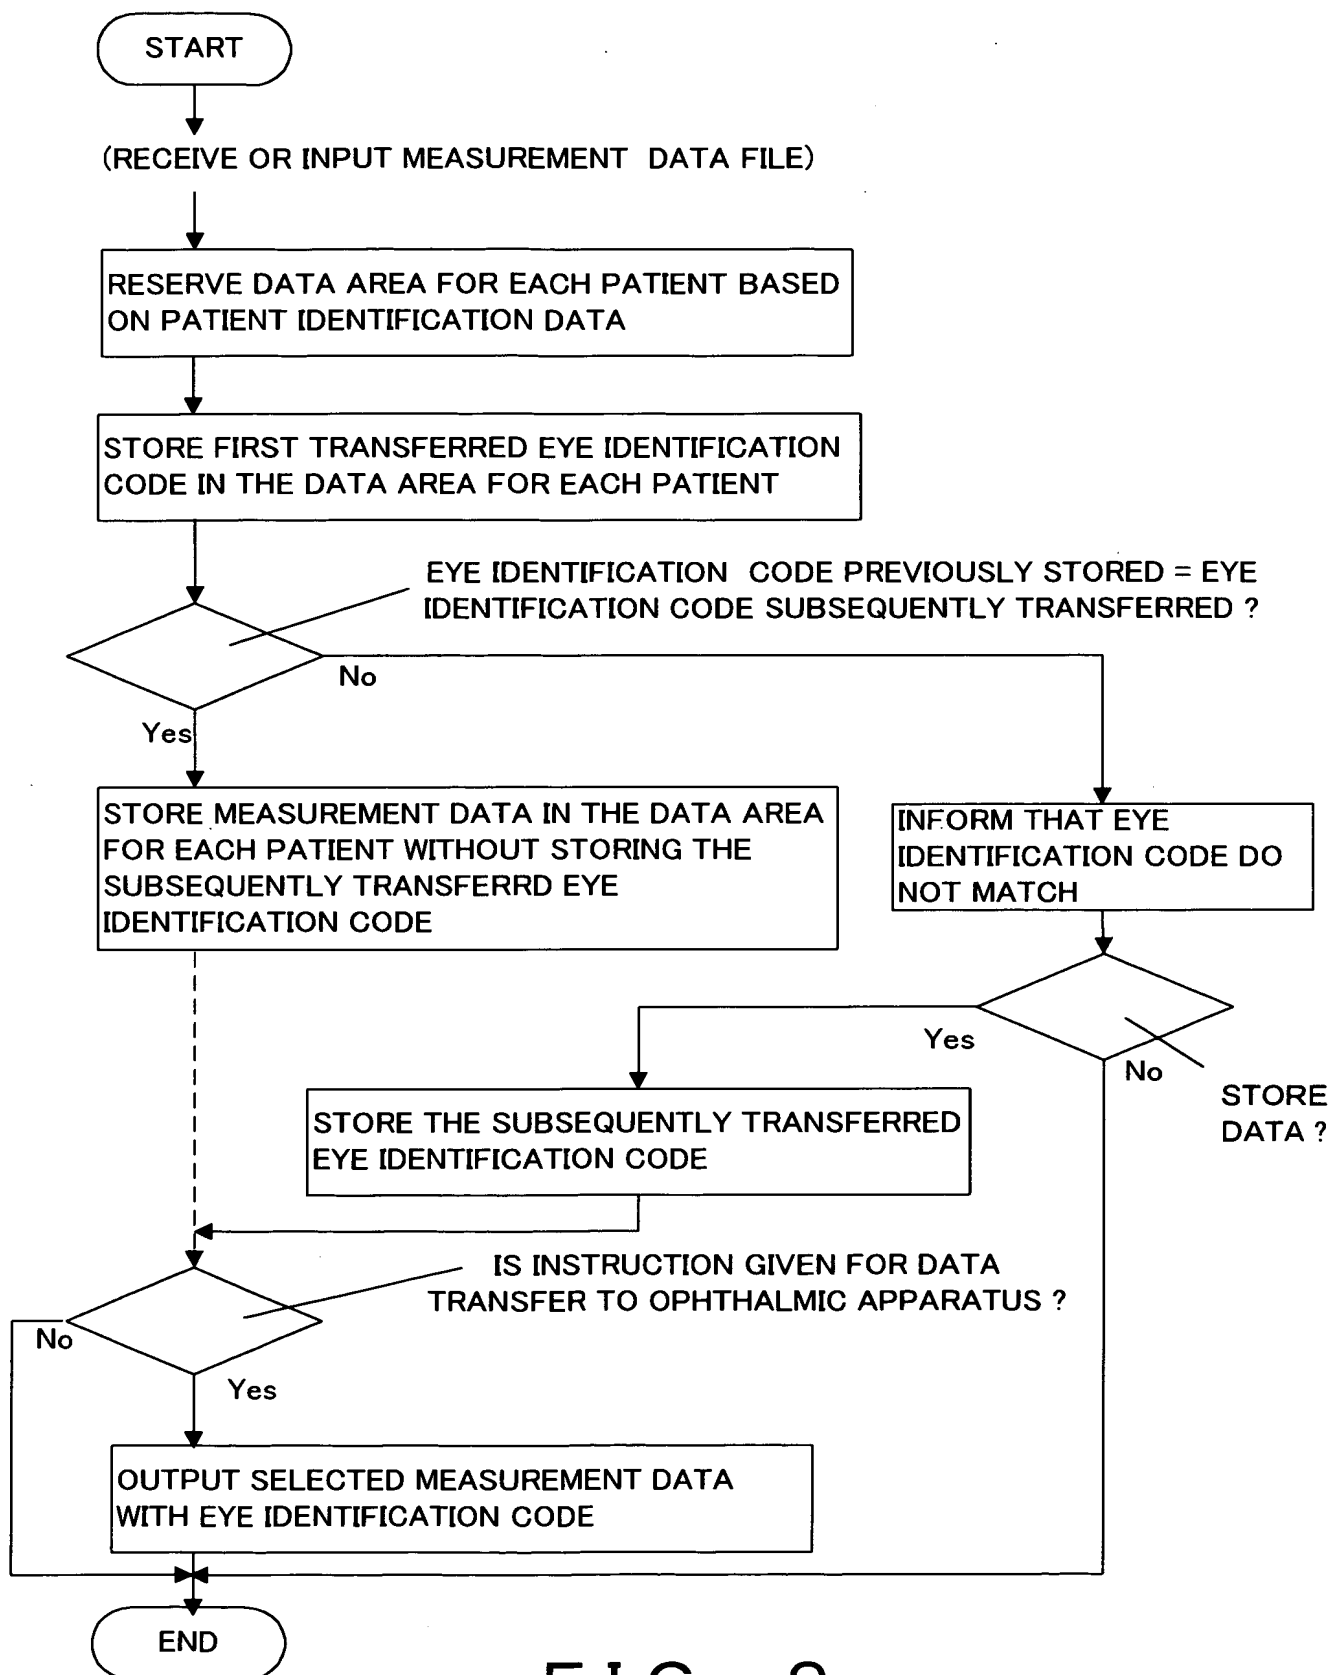 START
(RECEIVE OR INPUT MEASUREMENT DATA FILE)
RESERVE DATA AREA FOR EACH PATIENT BASED
ON PATIENT IDENTIFICATION DATA
STORE FIRST TRANSFERRED EYE IDENTIFICATION
CODE IN THE DATA AREA FOR EACH PATIENT
EYE IDENTIFICATION CODE PREVIOUSLY STORED = EYE
IDENTIFICATION CODE SUBSEQUENTLY TRANSFERRED ?
No
Yes
STORE MEASUREMENT DATA IN THE DATA AREA
FOR EACH PATIENT WITHOUT STORING THE
SUBSEQUENTLY TRANSFERRD EYE
IDENTIFICATION CODE
INFORM THAT EYE
IDENTIFICATION CODE DO
NOT MATCH
Yes
No
STORE
DATA ?
STORE THE SUBSEQUENTLY TRANSFERRED
EYE IDENTIFICATION CODE
IS INSTRUCTION GIVEN FOR DATA
TRANSFER TO OPHTHALMIC APPARATUS ?
No
Yes
OUTPUT SELECTED MEASUREMENT DATA
WITH EYE IDENTIFICATION CODE
END